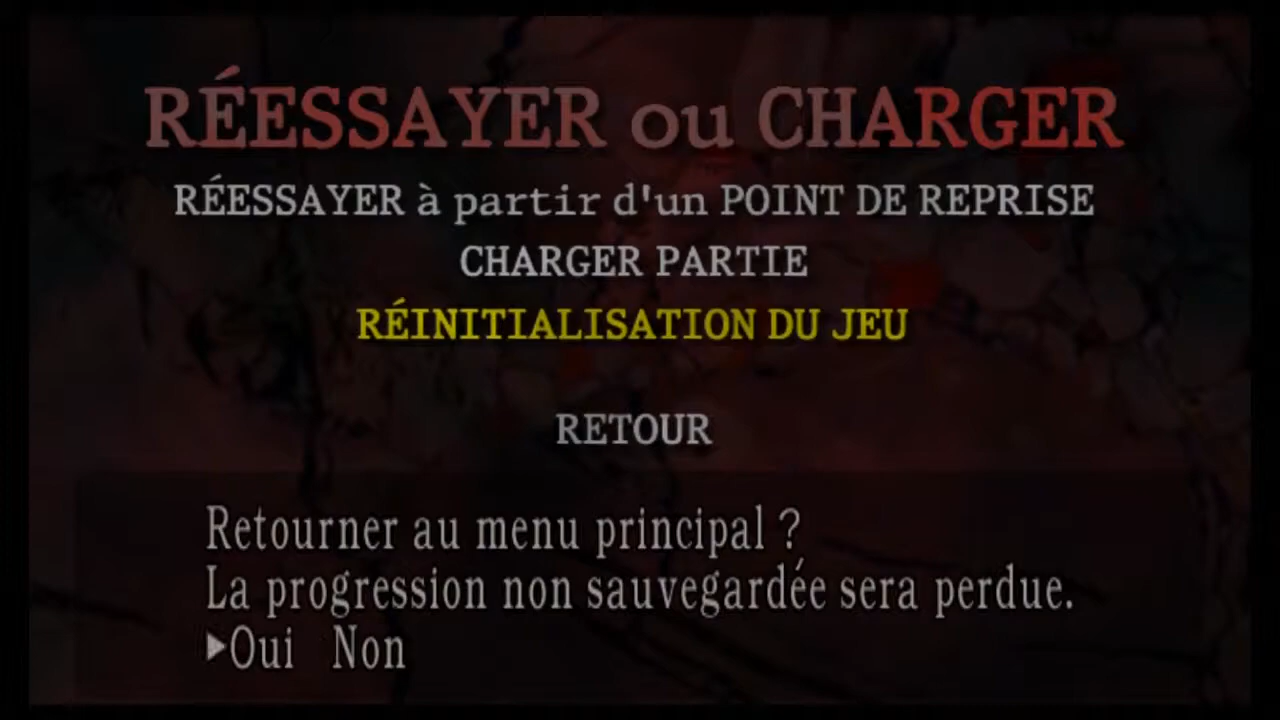 RÉESSAYER ou CHARGER
RÉESSAYER à partir d'un POINT DE REPRISE
CHARGER PARTIE
RÉINITIALISATION DU JEU
RETOUR
Retourner au menu principal ?
La progression non sauvegardée sera perdue.
▶Oui Non